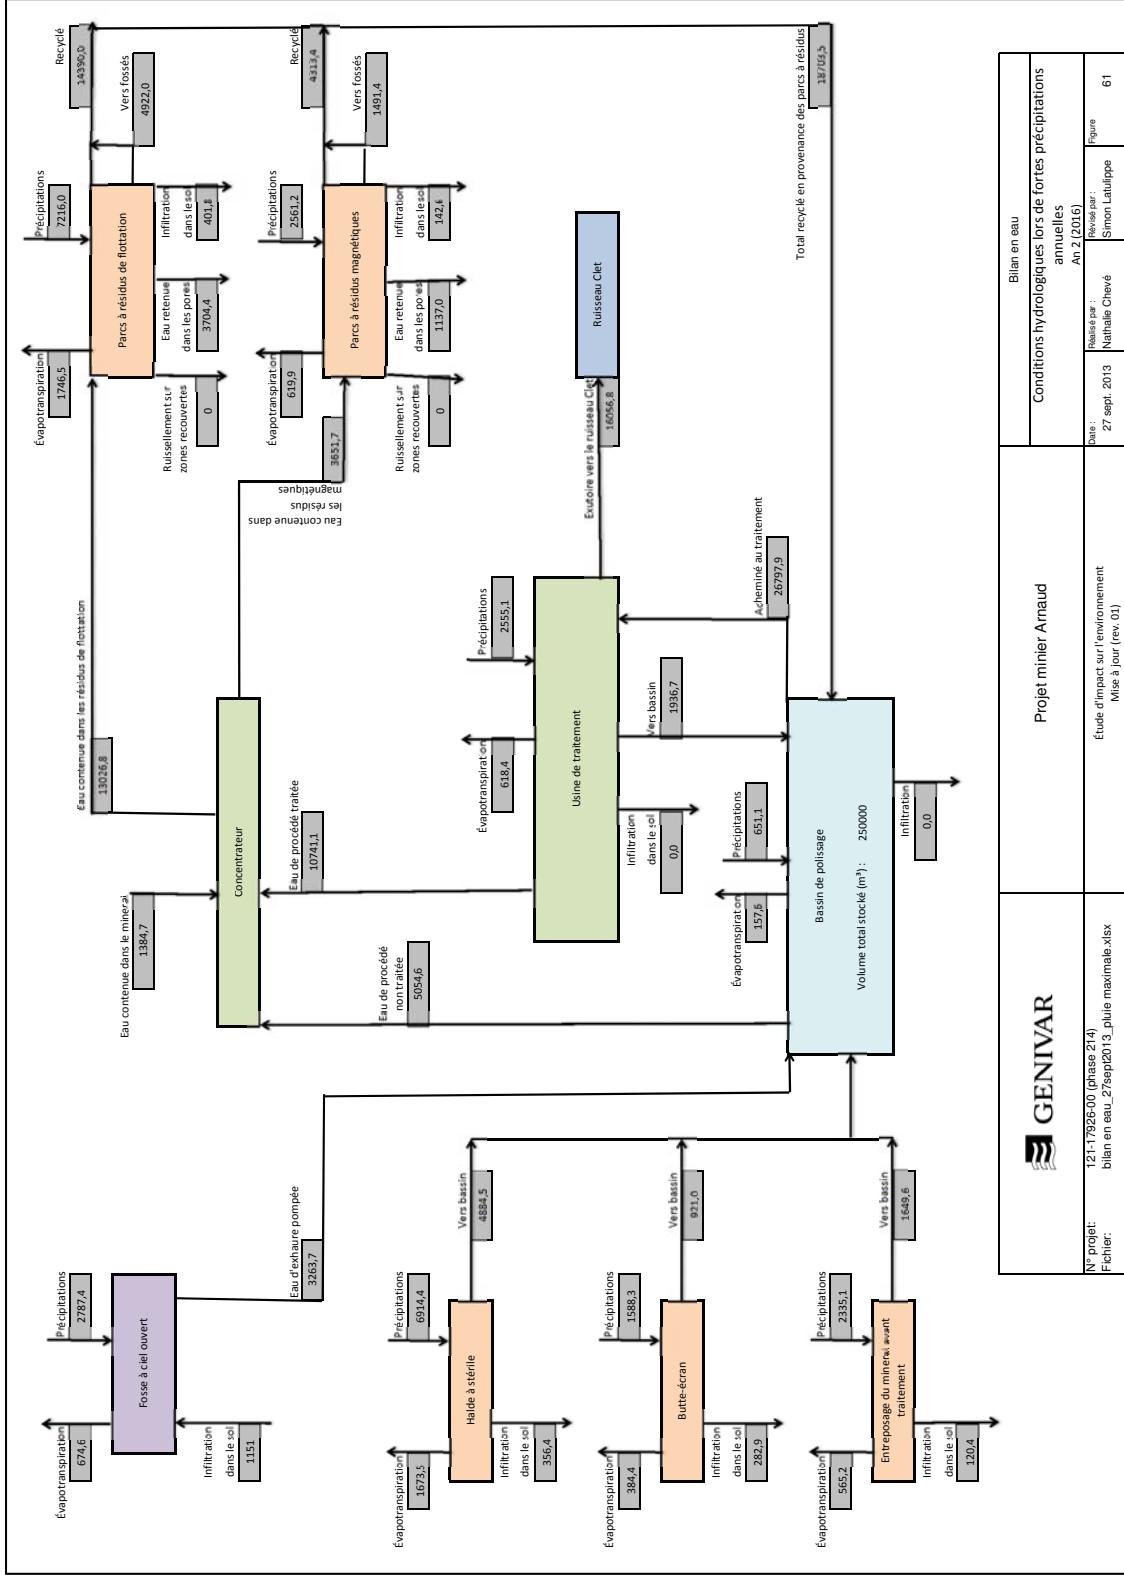 Évapotranspiration
674,6
Précipitations
2787,4
Fosse à ciel ouvert
Infiltration
dans le sol
1151
Eau d'exhaure pompée
3263,7
Évapotranspiration
1673,5
Précipitations
6914,4
Halde à stérile
Infiltration
dans le sol
356,4
Vers bassin
4884,5
Évapotranspiration
384,4
Précipitations
1588,3
Butte-écran
Infiltration
dans le sol
282,9
Vers bassin
921,0
Évapotranspiration
565,2
Précipitations
2335,1
Entreposage du minerai avant
traitement
Infiltration
dans le sol
120,4
Vers bassin
1649,6
Eau contenue dans le minerai
1384,7
Concentrateur
Eau contenue dans les résidus de flottation
13026,8
Eau de procédé
non traitée
5054,6
Eau de procédé traitée
10741,1
Eau contenue dans
les résidus
magnétiques
3651,7
Évapotranspiration
618,4
Précipitations
2555,1
Usine de traitement
Infiltration
dans le sol
0,0
Vers bassin
1936,7
Acheminé au traitement
26797,9
Évapotranspiration
157,6
Précipitations
651,1
Bassin de polissage
Volume total stocké (m³) : 250000
Infiltration
0,0
Exutoire vers le ruisseau Clet
16056,8
Ruisseau Clet
Évapotranspiration
1746,5
Précipitations
7216,0
Parcs à résidus de flottation
Ruissellement sur
zones recouvertes
0
Eau retenue
dans les pores
3704,4
Infiltration
dans le sol
401,8
Vers fossés
4922,0
Recyclé
14390,0
Évapotranspiration
619,9
Précipitations
2561,2
Parcs à résidus magnétiques
Ruissellement sur
zones recouvertes
0
Eau retenue
dans les pores
1137,0
Infiltration
dans le sol
142,6
Vers fossés
1491,4
Recyclé
4313,4
Total recyclé en provenance des parcs à résidus
18703,5
GENIVAR
N° projet: 121-17926-00 (phase 214)
Fichier: bilan en eau_27sept2013_pluie maximale.xlsx
Projet minier Arnaud
Étude d'impact sur l'environnement
Mise à jour (rev. 01)
Bilan en eau
Conditions hydrologiques lors de fortes précipitations
annuelles
An 2 (2016)
Date : 27 sept. 2013
Réalisé par : Nathalie Chevé
Révisé par : Simon Latulippe
Figure 61